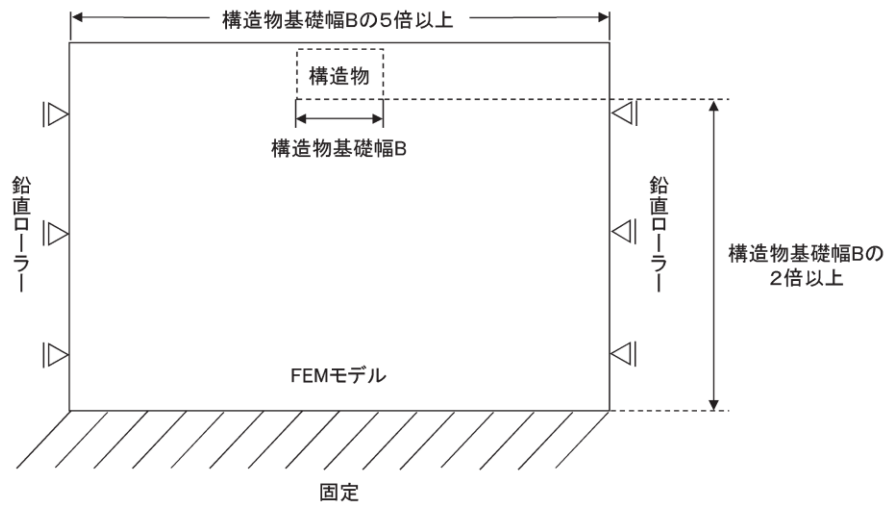 構造物基礎幅Bの5倍以上
構造物
構造物基礎幅B
鉛直ローラー
鉛直ローラー
構造物基礎幅Bの
2倍以上
FEMモデル
固定